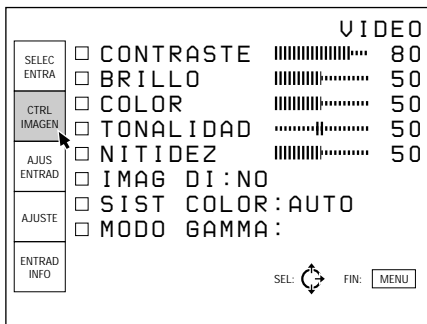 VIDEO
SELEC
ENTRA
CTRL
IMAGEN
AJUS
ENTRAD
AJUSTE
ENTRAD
INFO
CONTRASTE 80
BRILLO 50
COLOR 50
TONALIDAD 50
NITIDEZ 50
IMAG DI:NO
SIST COLOR:AUTO
MODO GAMMA:
SEL: FIN: MENU